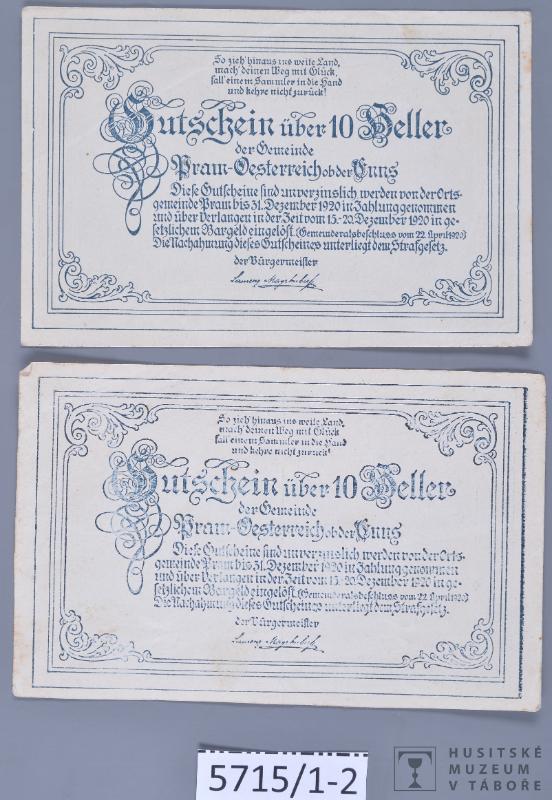 So zieh' hinaus ins weite Land,
mach' deinen Weg mit Glück,
fall' einem Sammler in die Hand
und kehre nicht zurück!
Gutschein über 10 Heller
der Gemeinde
Pram-Oesterreich ob der Enns
Diese Gutscheine sind unverzinslich werden von der Orts-
gemeinde Pram bis 31. Dezember 1920 in Zahlung genommen
und über Verlangen in der Zeit vom 15.-20. Dezember 1920 in ge-
setzlichem Bargeld eingelöst. (Gemeinderatsbeschluss vom 22. April 1920)
Die Nachahmung dieses Gutscheines unterliegt dem Strafgesetz.
der Bürgermeister
So zieh' hinaus ins weite Land,
mach' deinen Weg mit Glück,
fall' einem Sammler in die Hand
und kehre nicht zurück!
Gutschein über 10 Heller
der Gemeinde
Pram-Oesterreich ob der Enns
Diese Gutscheine sind unverzinslich werden von der Orts-
gemeinde Pram bis 31. Dezember 1920 in Zahlung genommen
und über Verlangen in der Zeit vom 15.-20. Dezember 1920 in ge-
setzlichem Bargeld eingelöst. (Gemeinderatsbeschluss vom 22. April 1920)
Die Nachahmung dieses Gutscheines unterliegt dem Strafgesetz.
der Bürgermeister
5715/1-2
HUSITSKÉ
MUZEUM
V TÁBOŘE